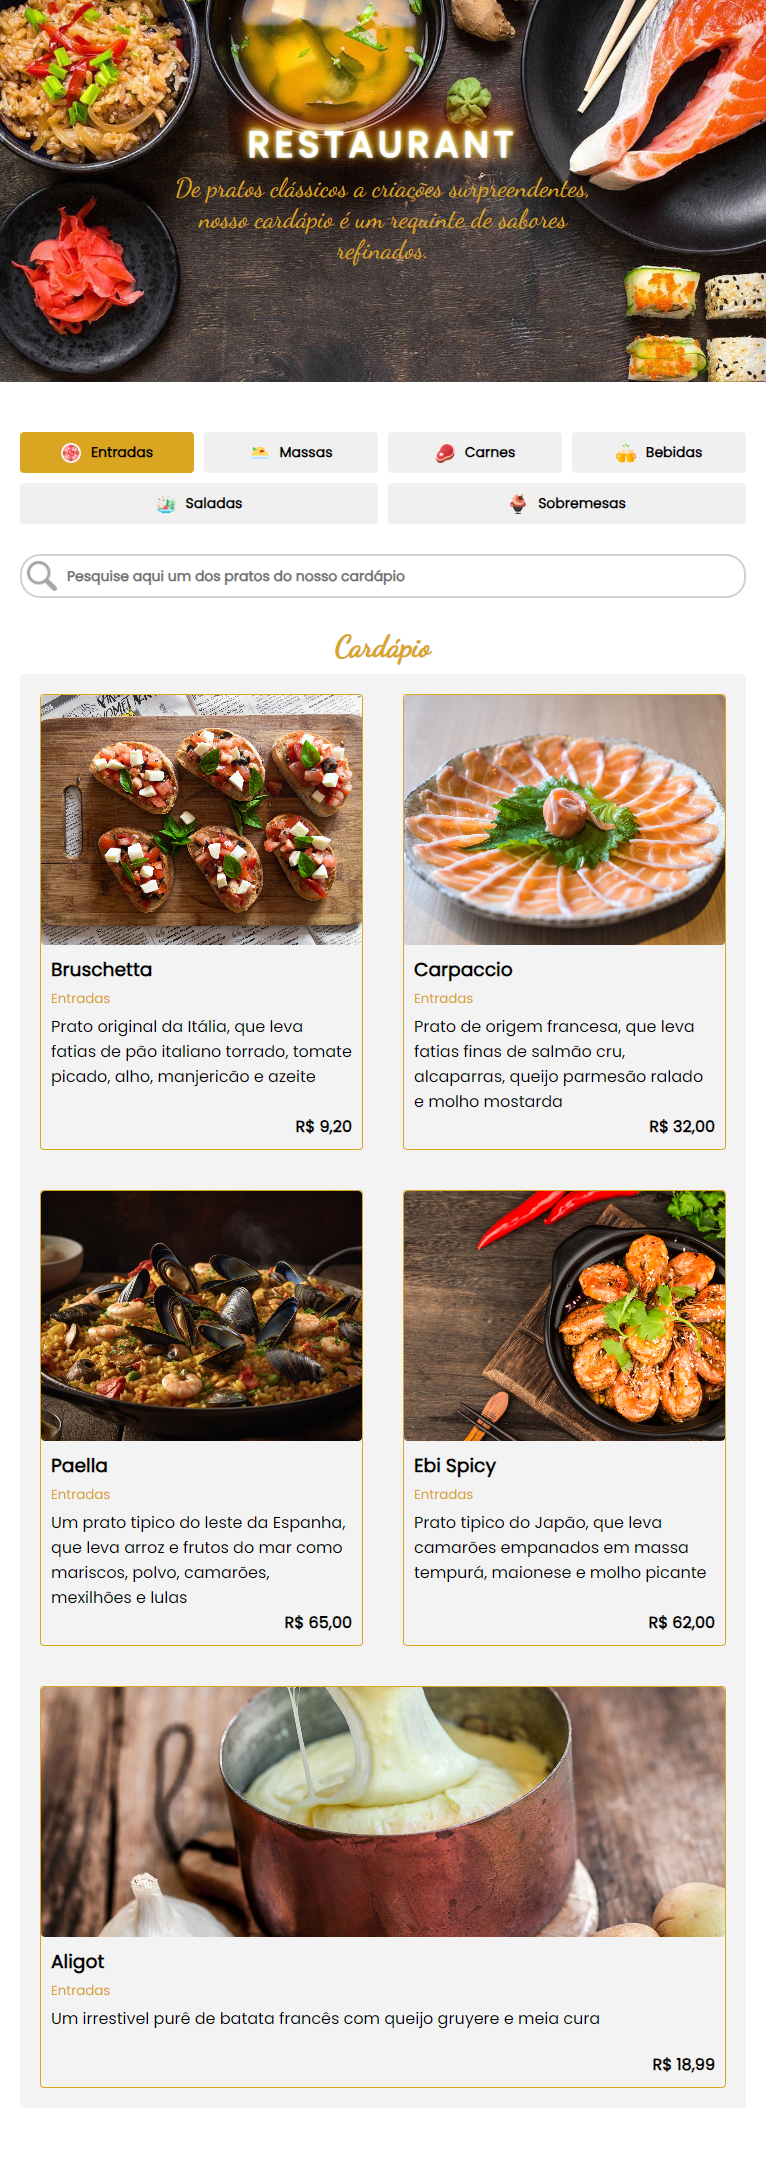 RESTAURANT
De pratos clássicos a criações surpreendentes,
nosso cardápio é um requinte de sabores
refinados.
Entradas
Massas
Carnes
Bebidas
Saladas
Sobremesas
Pesquise aqui um dos pratos do nosso cardápio
Cardápio
Bruschetta
Entradas
Prato original da Itália, que leva
fatias de pão italiano torrado, tomate
picado, alho, manjericão e azeite
R$ 9,20
Carpaccio
Entradas
Prato de origem francesa, que leva
fatias finas de salmão cru,
alcaparras, queijo parmesão ralado
e molho mostarda
R$ 32,00
Paella
Entradas
Um prato tipico do leste da Espanha,
que leva arroz e frutos do mar como
mariscos, polvo, camarões,
mexilhões e lulas
R$ 65,00
Ebi Spicy
Entradas
Prato tipico do Japão, que leva
camarões empanados em massa
tempurá, maionese e molho picante
R$ 62,00
Aligot
Entradas
Um irrestivel purê de batata francês com queijo gruyere e meia cura
R$ 18,99